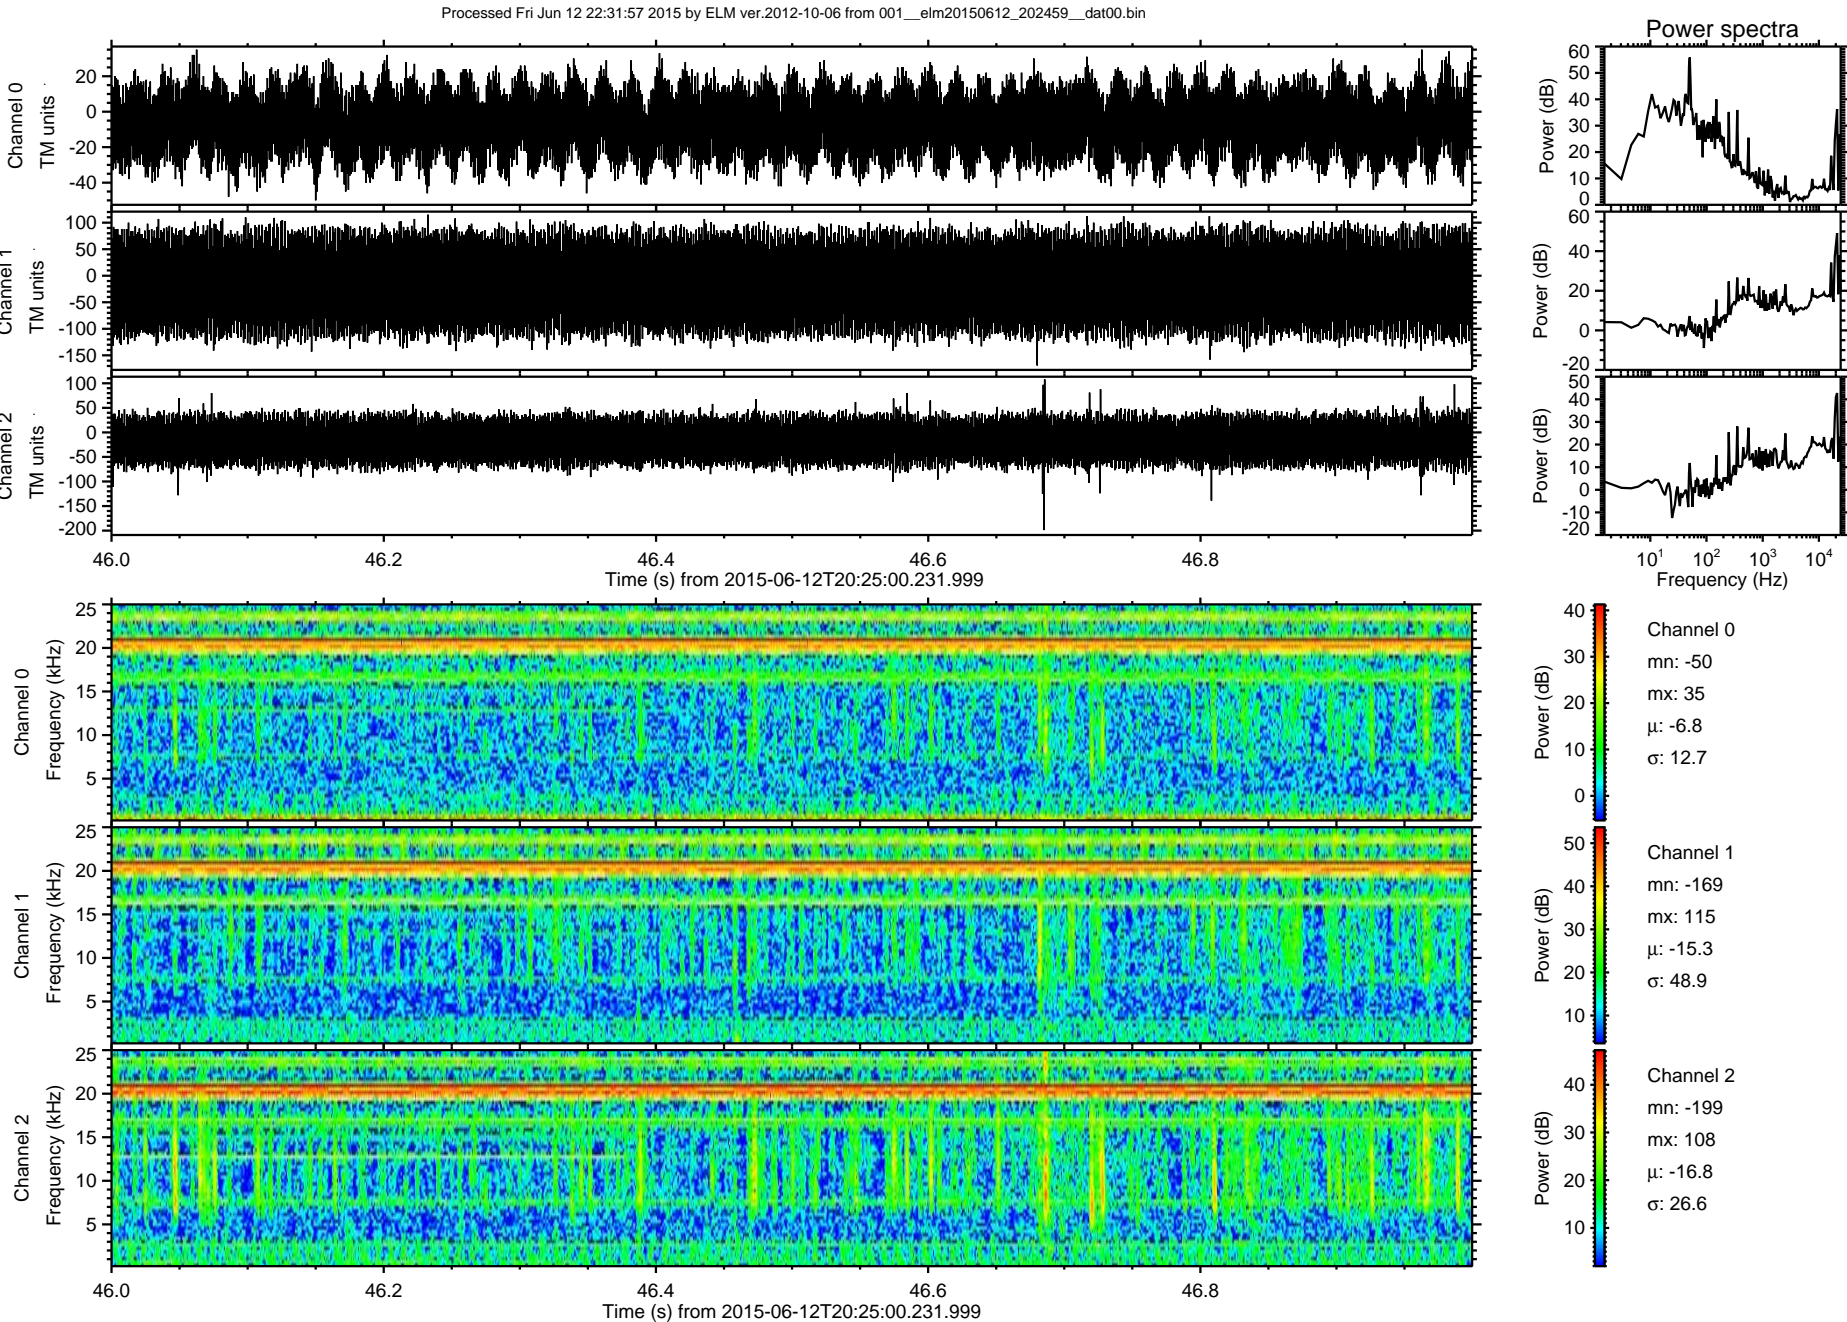 Processed Fri Jun 12 22:31:57 2015 by ELM ver.2012-10-06 from 001__elm20150612_202459__dat00.bin
Power spectra
Channel 0
TM units
20
0
-20
-40
Power (dB)
60
50
40
30
20
10
0
Channel 1
TM units
100
50
0
-50
-100
-150
Power (dB)
60
40
20
0
-20
Channel 2
TM units
100
50
0
-50
-100
-150
-200
Power (dB)
50
40
30
20
10
0
-10
-20
46.0 46.2 46.4 46.6 46.8
Time (s) from 2015-06-12T20:25:00.231.999
10^1 10^2 10^3 10^4
Frequency (Hz)
Channel 0
Frequency (kHz)
25
20
15
10
5
Power (dB)
40
30
20
10
0
Channel 0
mn: -50
mx: 35
μ: -6.8
σ: 12.7
Channel 1
Frequency (kHz)
25
20
15
10
5
Power (dB)
50
40
30
20
10
Channel 1
mn: -169
mx: 115
μ: -15.3
σ: 48.9
Channel 2
Frequency (kHz)
25
20
15
10
5
Power (dB)
40
30
20
10
Channel 2
mn: -199
mx: 108
μ: -16.8
σ: 26.6
46.0 46.2 46.4 46.6 46.8
Time (s) from 2015-06-12T20:25:00.231.999